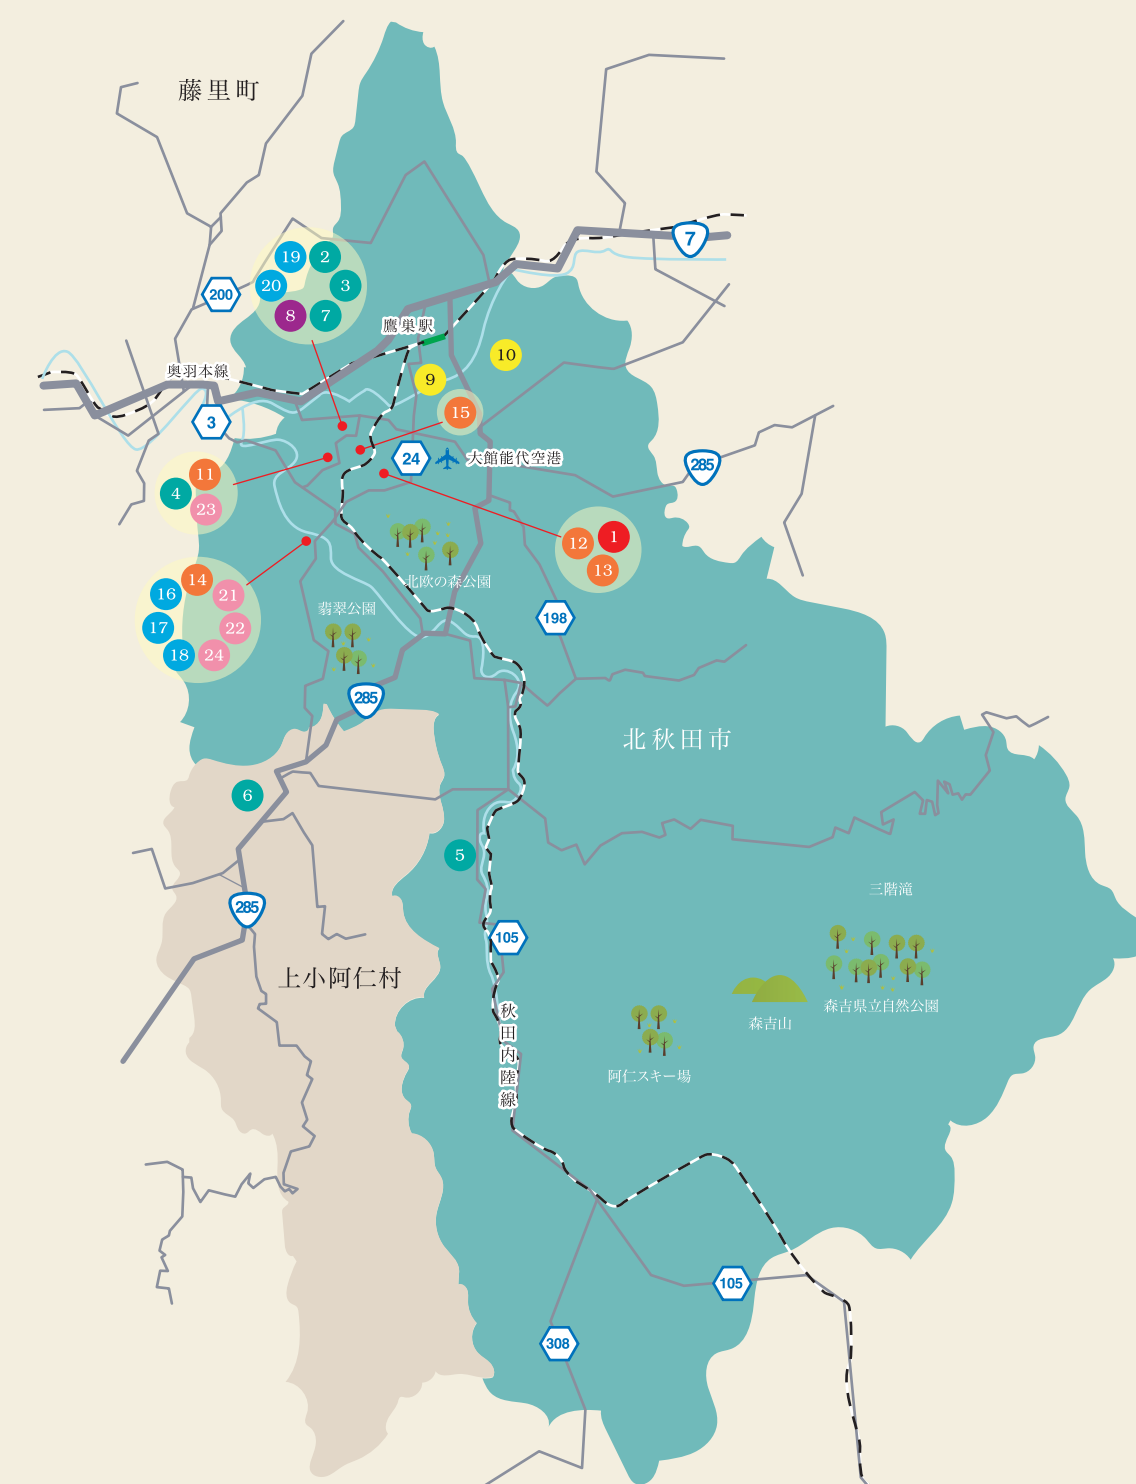 藤里町
7
19
2
20
3
8
7
200
鷹巣駅
10
奥羽本線
9
15
3
24
大館能代空港
285
11
4
23
12
1
13
北欧の森公園
14
16
21
翡翠公園
198
17
22
18
24
285
北秋田市
6
5
三階滝
285
105
上小阿仁村
森吉県立自然公園
秋田内陸線
森吉山
阿仁スキー場
105
308